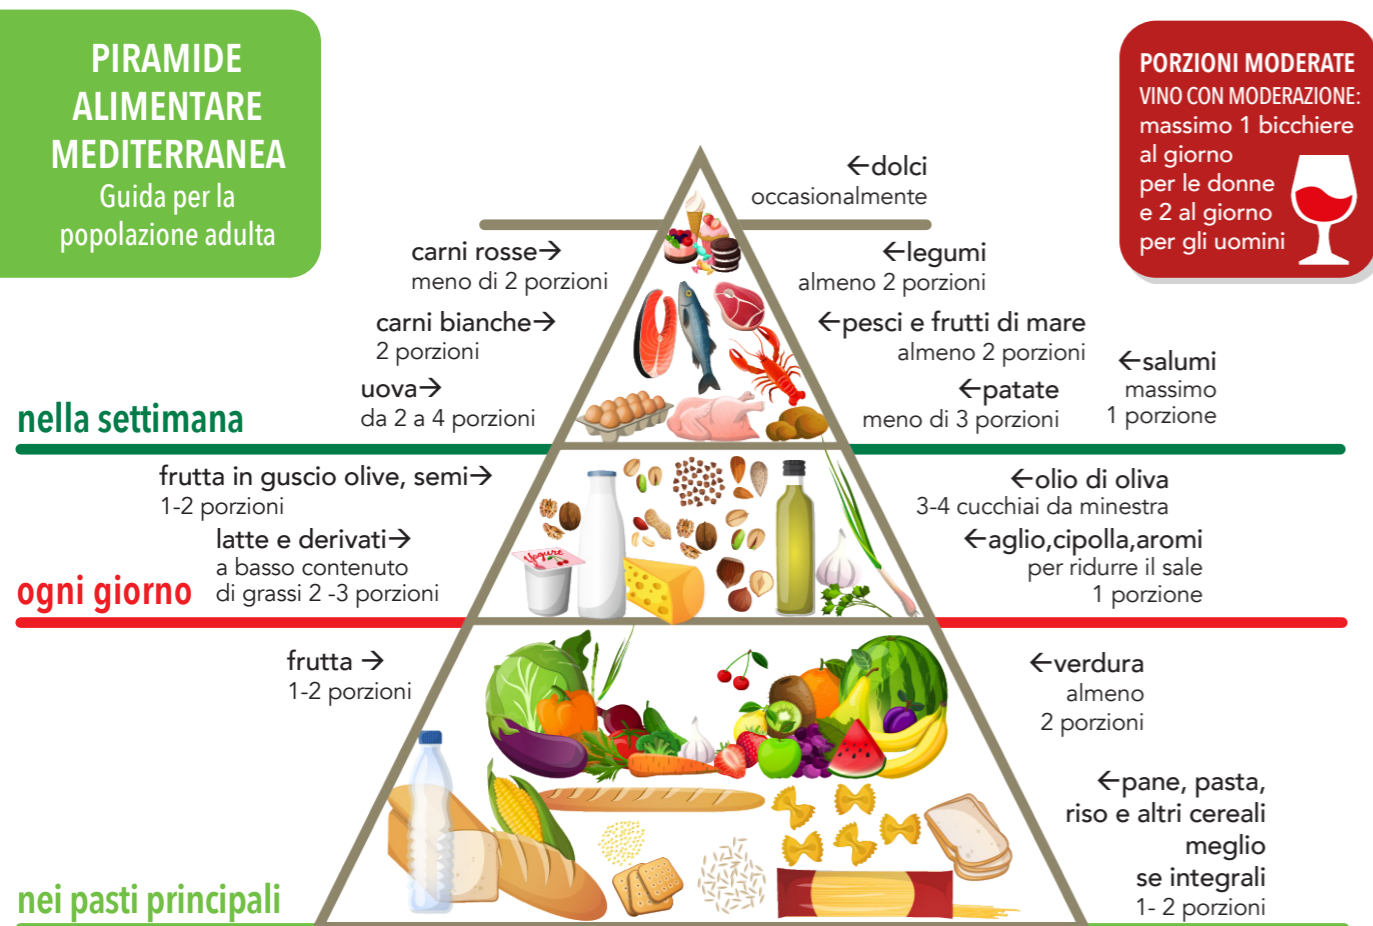 PIRAMIDE
ALIMENTARE
MEDITERRANEA
Guida per la
popolazione adulta
PORZIONI MODERATE
VINO CON MODERAZIONE:
massimo 1 bicchiere
al giorno
per le donne
e 2 al giorno
per gli uomini
←dolci
occasionalmente
carni rosse→
meno di 2 porzioni
carni bianche→
2 porzioni
uova→
da 2 a 4 porzioni
←legumi
almeno 2 porzioni
←pesci e frutti di mare
almeno 2 porzioni
←patate
meno di 3 porzioni
←salumi
massimo
1 porzione
nella settimana
frutta in guscio olive, semi→
1-2 porzioni
latte e derivati→
a basso contenuto
di grassi 2 -3 porzioni
Yogurt
←olio di oliva
3-4 cucchiai da minestra
←aglio,cipolla,aromi
per ridurre il sale
1 porzione
ogni giorno
frutta →
1-2 porzioni
←verdura
almeno
2 porzioni
←pane, pasta,
riso e altri cereali
meglio
se integrali
1- 2 porzioni
nei pasti principali